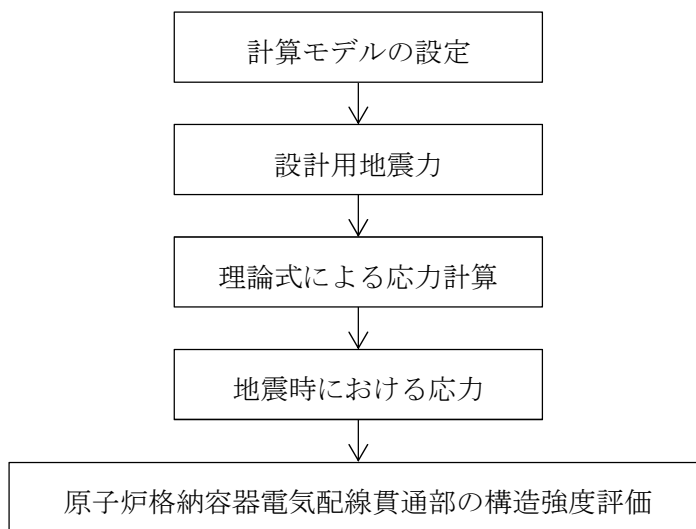 計算モデルの設定
設計用地震力
理論式による応力計算
地震時における応力
原子炉格納容器電気配線貫通部の構造強度評価